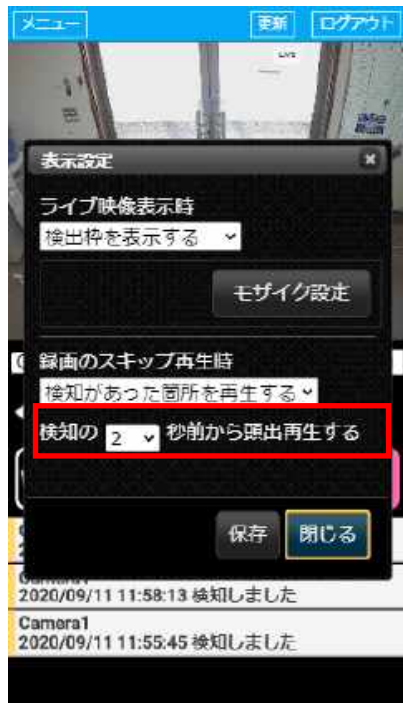 メニュー 更新 ログアウト
LIVE
表示設定
ライブ映像表示時
検出枠を表示する
モザイク設定
録画のスキップ再生時
検知があった箇所を再生する
検知の 2 秒前から頭出再生する
保存 閉じる
2020/09/11 11:58:13 検知しました
Camera1
2020/09/11 11:55:45 検知しました